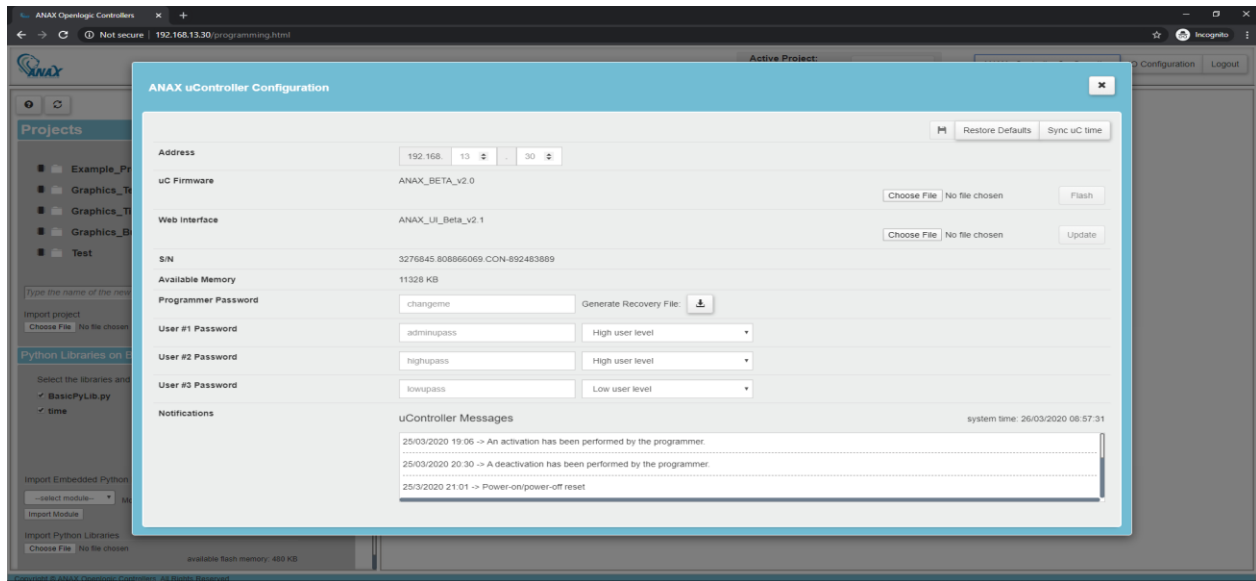 ANAX Openlogic Controllers
Not secure | 192.168.13.30/programming.html
Incognito
ANAX
Active Project:
Configuration
Logout
ANAX uController Configuration
Restore Defaults
Sync uC time
Projects
Address
192.168. 13 . 30
Example_Pr
uC Firmware
ANAX_BETA_v2.0
Choose File No file chosen
Flash
Graphics_Te
Graphics_Ti
Web Interface
ANAX_UI_Beta_v2.1
Choose File No file chosen
Update
Graphics_B
Test
S/N
3276845.808866069.CON-892483889
Available Memory
11328 KB
Type the name of the new
Programmer Password
changeme
Generate Recovery File:
Import project
Choose File No file chosen
User #1 Password
adminupass
High user level
Python Libraries on B
User #2 Password
highupass
High user level
Select the libraries and
User #3 Password
lowupass
Low user level
BasicPyLib.py
time
Notifications
uController Messages
system time: 26/03/2020 08:57:31
25/03/2020 19:06 -> An activation has been performed by the programmer.
25/03/2020 20:30 -> A deactivation has been performed by the programmer.
25/3/2020 21:01 -> Power-on/power-off reset
Import Embedded Python
--select module--
Import Module
Import Python Libraries
Choose File No file chosen
available flash memory: 480 KB
Copyright © ANAX Openlogic Controllers. All Rights Reserved